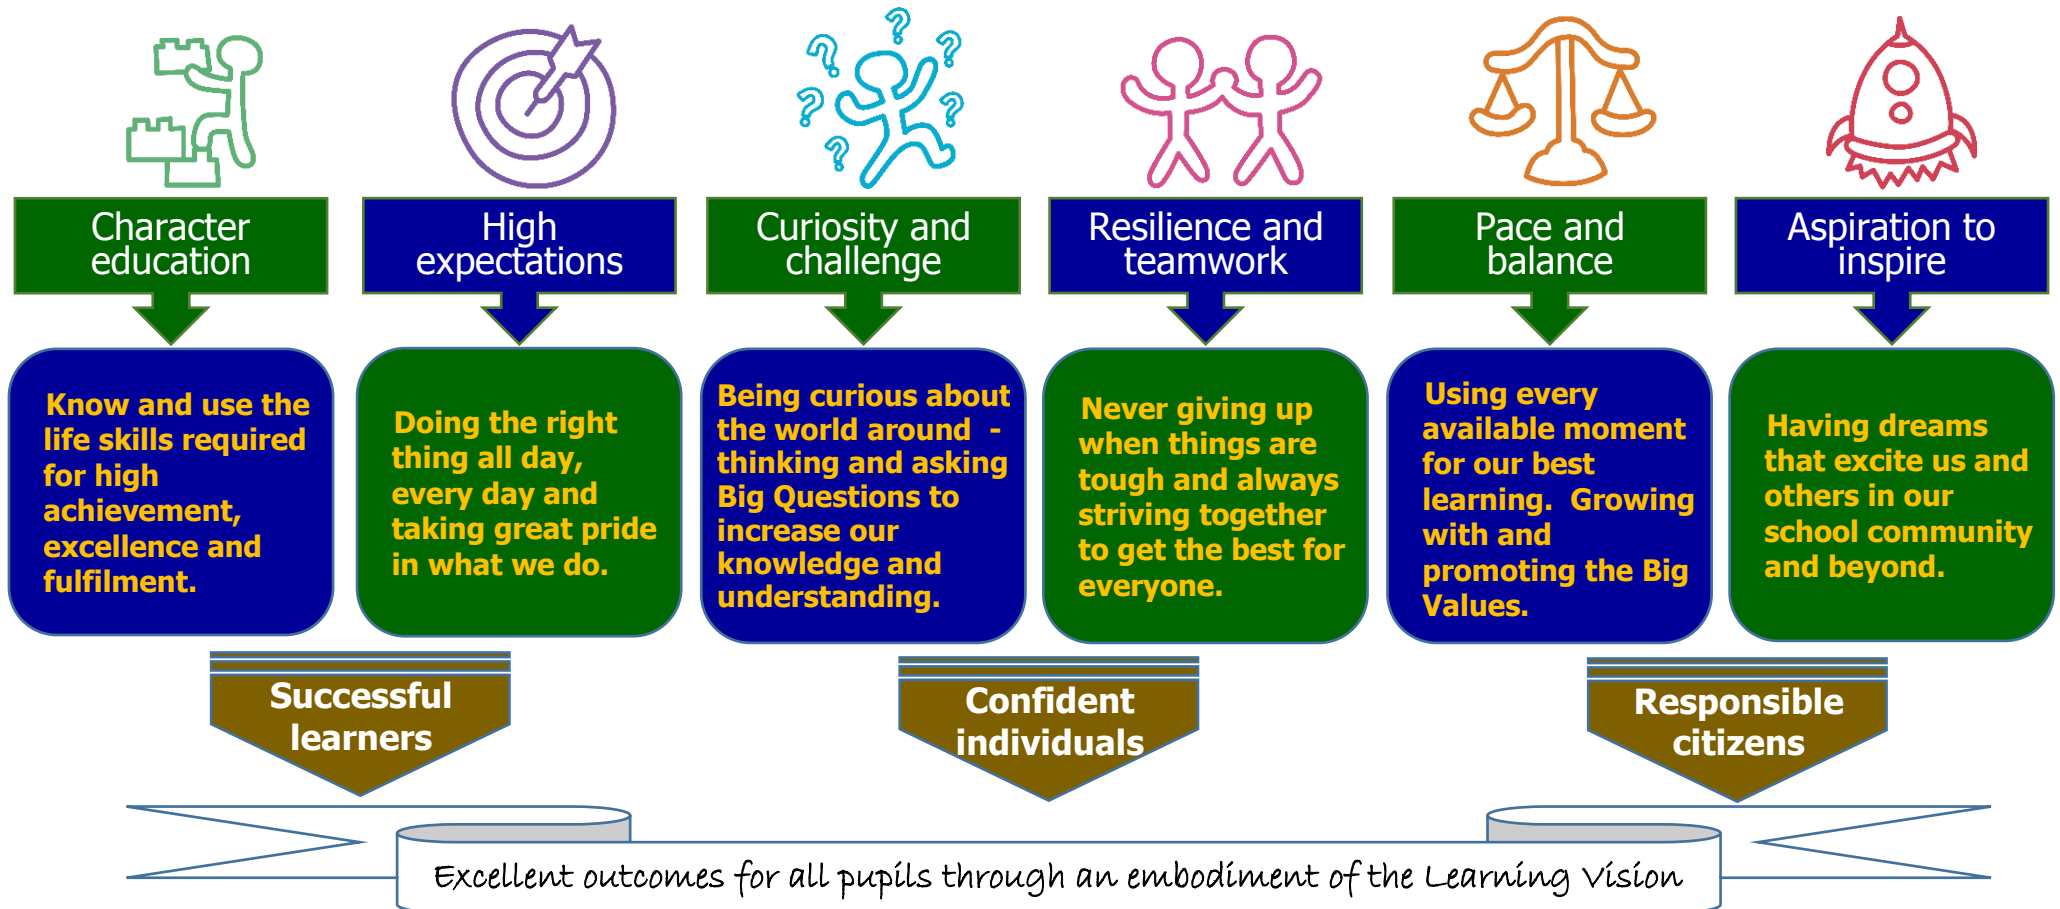 Character
education
High
expectations
Curiosity and
challenge
Resilience and
teamwork
Pace and
balance
Aspiration to
inspire
Know and use the
life skills required
for high
achievement,
excellence and
fulfilment.
Doing the right
thing all day,
every day and
taking great pride
in what we do.
Being curious about
the world around  -
thinking and asking
Big Questions to
increase our
knowledge and
understanding.
Never giving up
when things are
tough and always
striving together
to get the best for
everyone.
Using every
available moment
for our best
learning.  Growing
with and
promoting the Big
Values.
Having dreams
that excite us and
others in our
school community
and beyond.
Successful
learners
Confident
individuals
Responsible
citizens
Excellent outcomes for all pupils through an embodiment of the Learning Vision